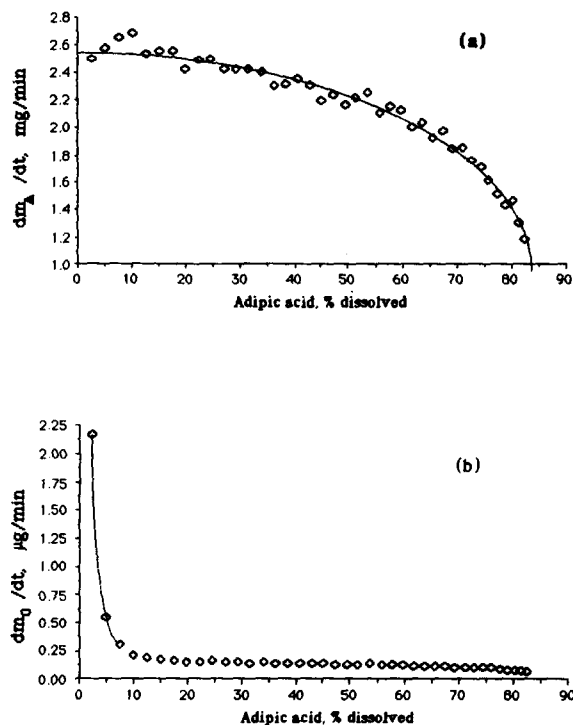 (a)
dm▲ /dt, mg/min
2.8
2.6
2.4
2.2
2.0
1.8
1.6
1.4
1.2
1.0
0 10 20 30 40 50 60 70 80 90
Adipic acid, % dissolved
(b)
dm₀ /dt, µg/min
2.25
2.00
1.75
1.50
1.25
1.00
0.75
0.50
0.25
0.00
0 10 20 30 40 50 60 70 80 90
Adipic acid, % dissolved